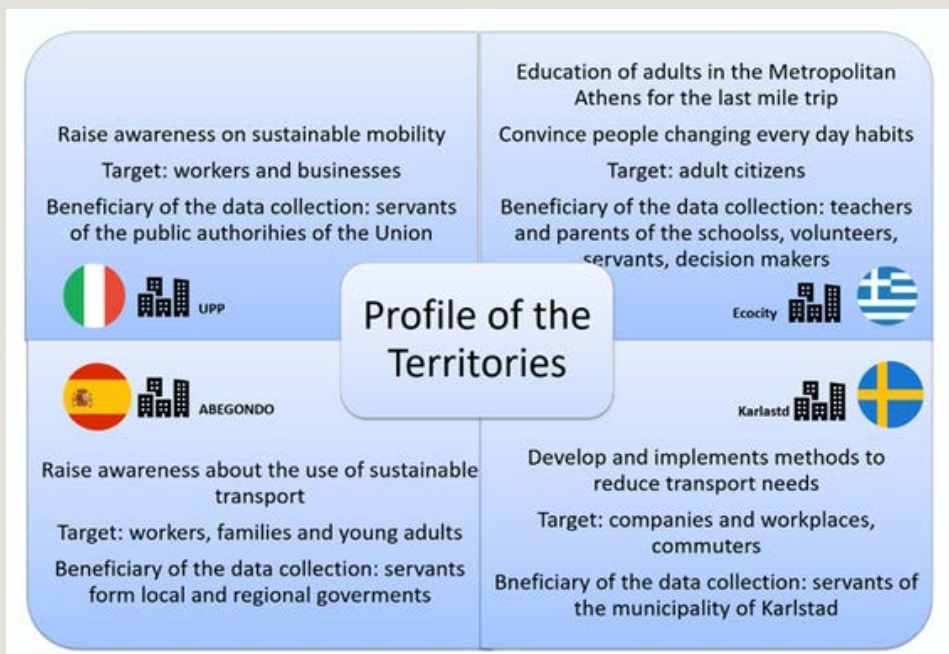 Raise awareness on sustainable mobility
Target: workers and businesses
Beneficiary of the data collection: servants
of the public authorihies of the Union
UPP
Education of adults in the Metropolitan
Athens for the last mile trip
Convince people changing every day habits
Target: adult citizens
Beneficiary of the data collection: teachers
and parents of the schoolss, volunteers,
servants, decision makers
Ecocity
Profile of the
Territories
ABEGONDO
Raise awareness about the use of sustainable
transport
Target: workers, families and young adults
Beneficiary of the data collection: servants
form local and regional goverments
Karlastd
Develop and implements methods to
reduce transport needs
Target: companies and workplaces,
commuters
Bneficiary of the data collection: servants of
the municipality of Karlstad